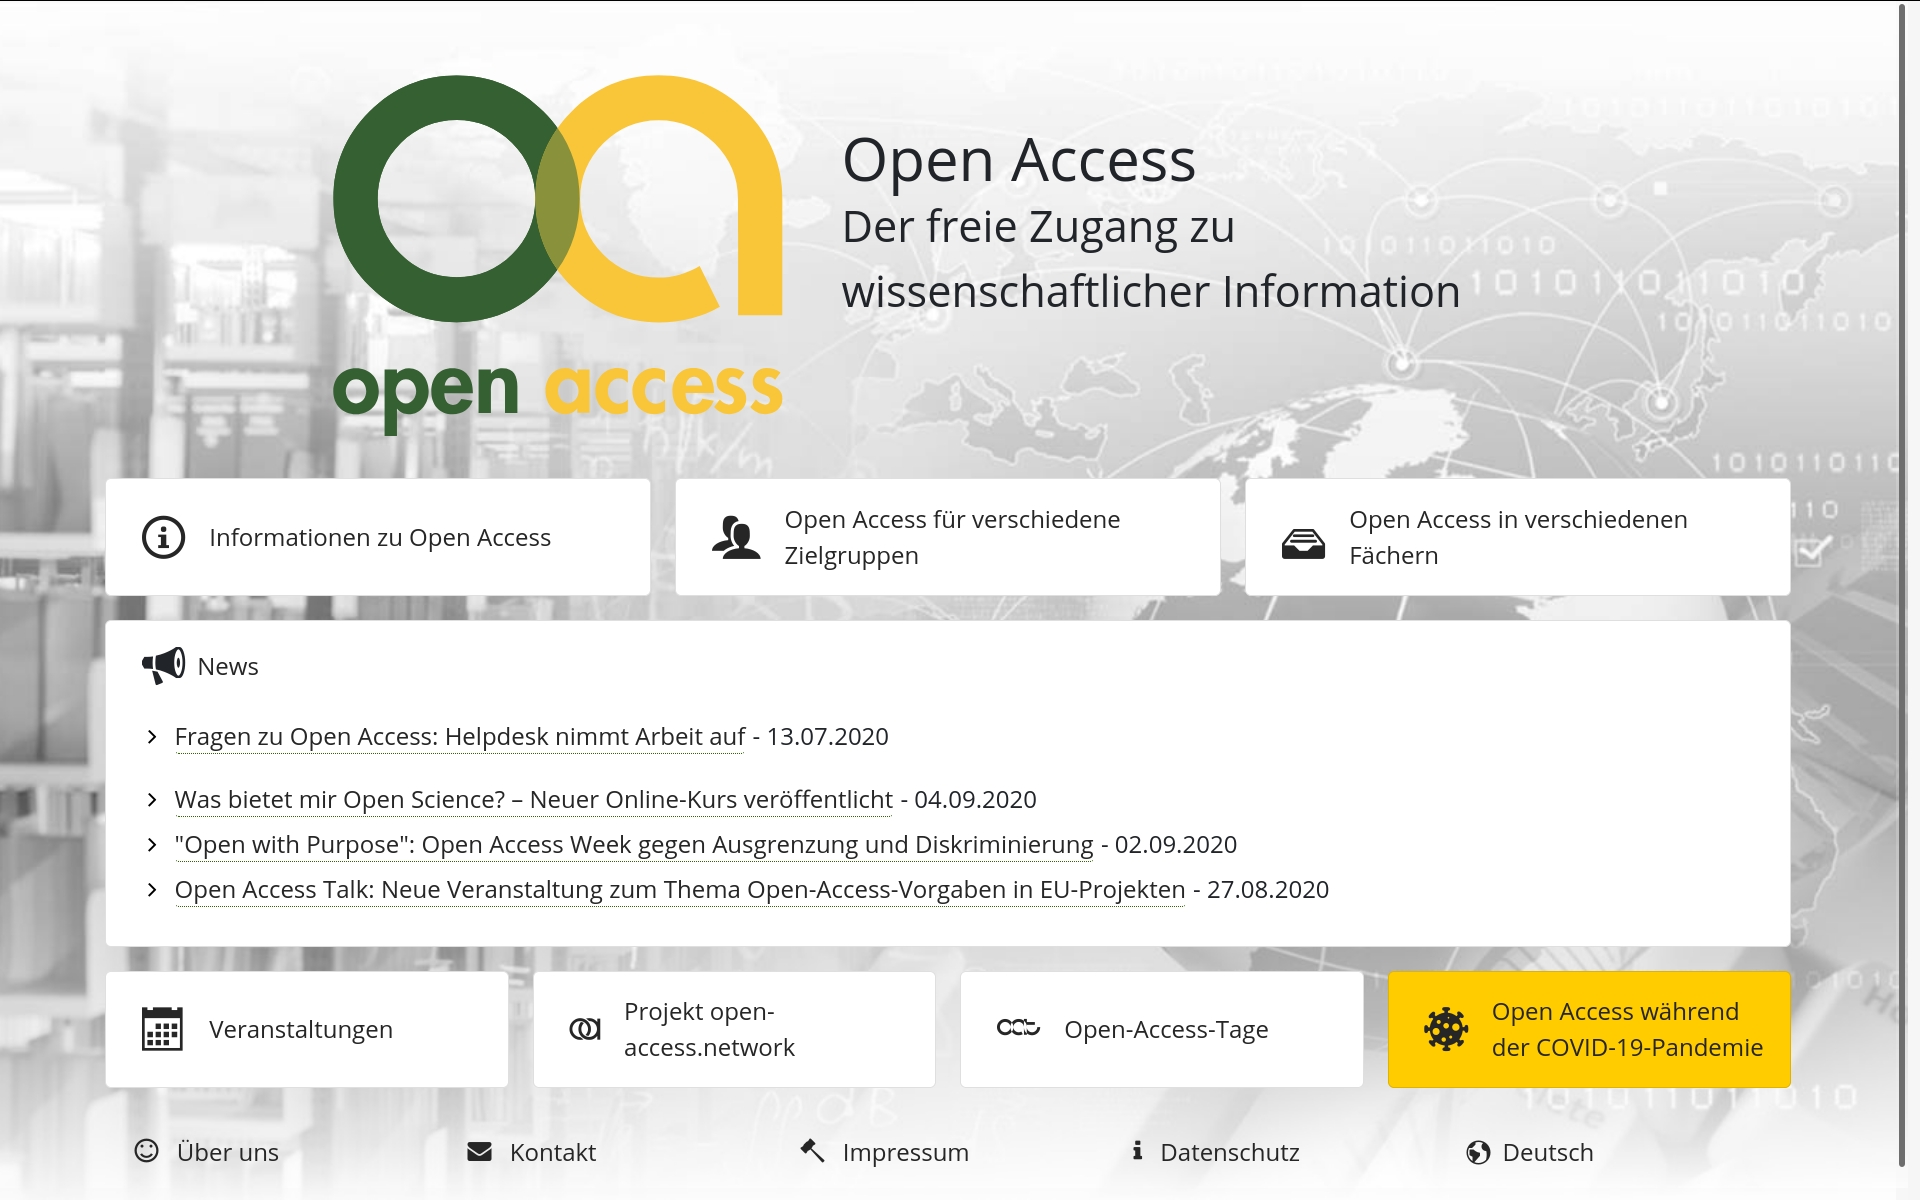 open access
Open Access
Der freie Zugang zu
wissenschaftlicher Information
Informationen zu Open Access
Open Access für verschiedene
Zielgruppen
Open Access in verschiedenen
Fächern
News
Fragen zu Open Access: Helpdesk nimmt Arbeit auf - 13.07.2020
Was bietet mir Open Science? – Neuer Online-Kurs veröffentlicht - 04.09.2020
"Open with Purpose": Open Access Week gegen Ausgrenzung und Diskriminierung - 02.09.2020
Open Access Talk: Neue Veranstaltung zum Thema Open-Access-Vorgaben in EU-Projekten - 27.08.2020
Veranstaltungen
Projekt open-
access.network
Open-Access-Tage
Open Access während
der COVID-19-Pandemie
Über uns
Kontakt
Impressum
Datenschutz
Deutsch